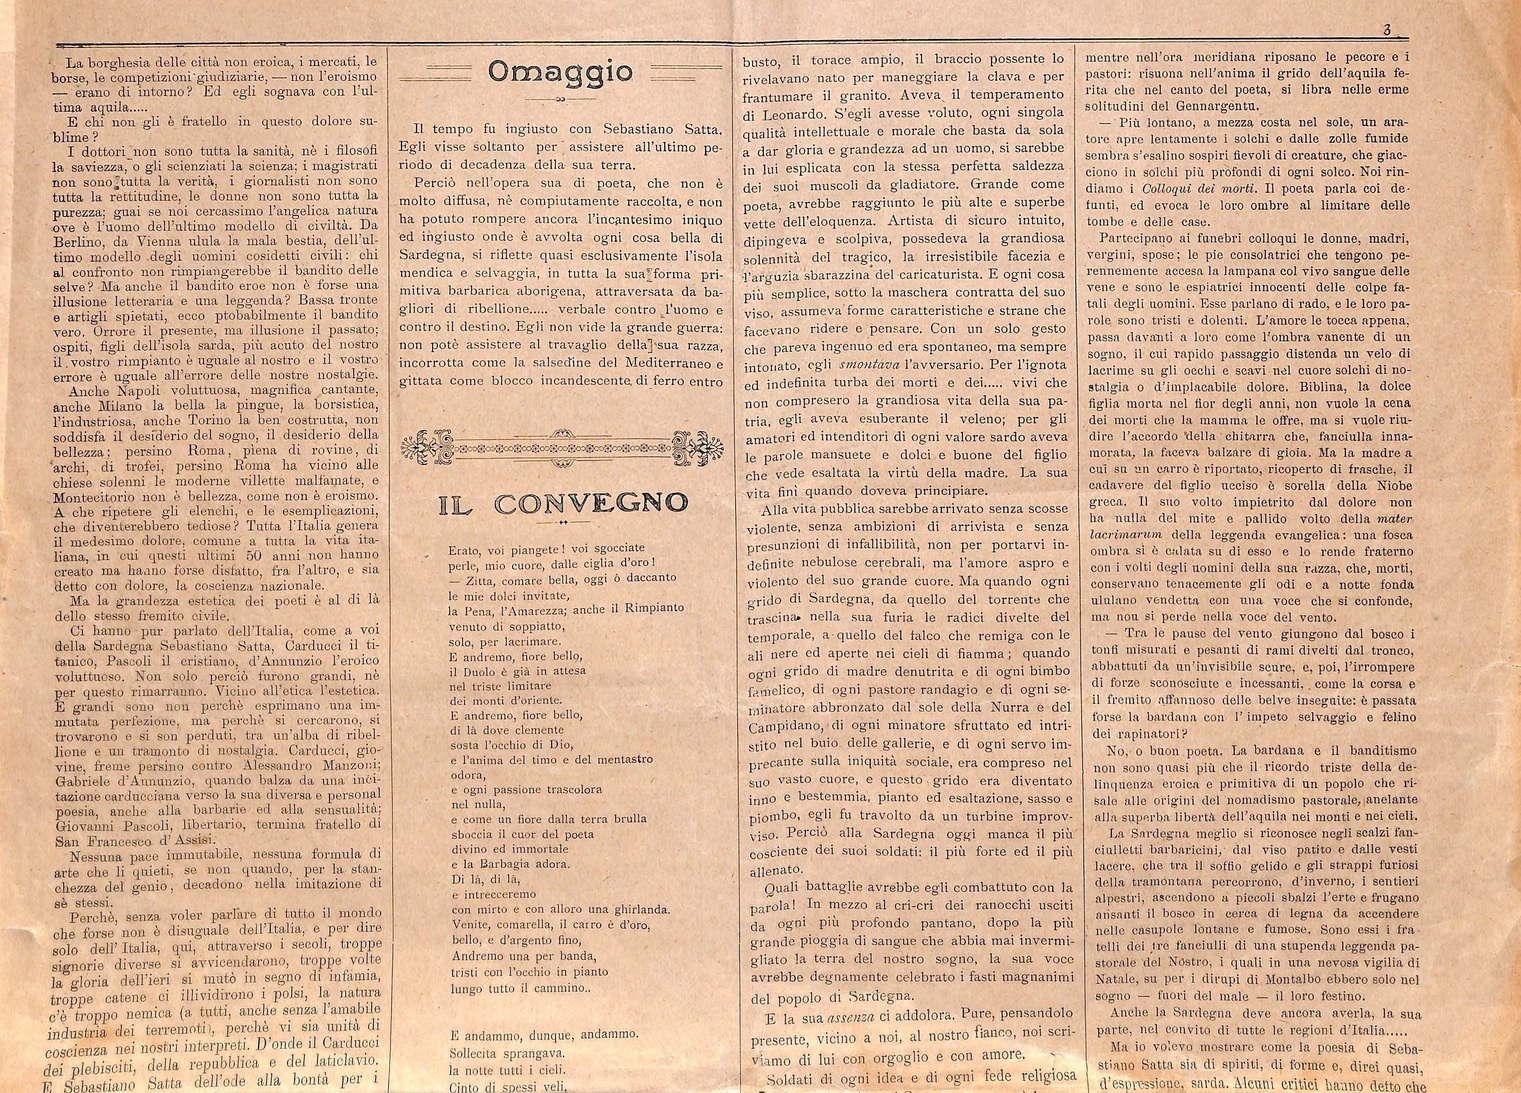 3
La borghesia delle città non eroica, i mercati, le
borse, le competizioni giudiziarie, — non l'eroismo
— erano di intorno? Ed egli sognava con l'ul-
tima aquila.....
E chi non gli è fratello in questo dolore su-
blime?
I dottori non sono tutta la sanità, nè i filosofi
la saviezza, o gli scienziati la scienza; i magistrati
non sono tutta la verità, i giornalisti non sono
tutta la rettitudine, le donne non sono tutta la
purezza; guai se noi cercassimo l'angelica natura
ove è l'uomo dell'ultimo modello di civiltà. Da
Berlino, da Vienna ulula la mala bestia, dell'ul-
timo modello degli uomini cosidetti civili: chi
al confronto non rimpiangerebbe il bandito delle
selve? Ma anche il bandito eroe non è forse una
illusione letteraria e una leggenda? Bassa fronte
e artigli spietati, ecco ptobabilmente il bandito
vero. Orrore il presente, ma illusione il passato;
ospiti, figli dell'isola sarda, più acuto del nostro
il vostro rimpianto è uguale al nostro e il vostro
errore è uguale all'errore delle nostre nostalgie.
Anche Napoli voluttuosa, magnifica cantante,
anche Milano la bella la pingue, la borsistica,
l'industriosa, anche Torino la ben costrutta, non
soddisfa il desiderio del sogno, il desiderio della
bellezza; persino Roma, piena di rovine, di
archi, di trofei, persino Roma ha vicino alle
chiese solenni le moderne villette malfamate, e
Montecitorio non è bellezza, come non è eroismo.
A che ripetere gli elenchi, e le esemplicazioni,
che diventerebbero tediose? Tutta l'Italia genera
il medesimo dolore, comune a tutta la vita ita-
liana, in cui questi ultimi 50 anni non hanno
creato ma hanno forse disfatto, fra l'altro, e sia
detto con dolore, la coscienza nazionale.
Ma la grandezza estetica dei poeti è al di là
dello stesso fremito civile.
Ci hanno pur parlato dell'Italia, come a voi
della Sardegna Sebastiano Satta, Carducci il ti-
tanico, Pascoli il cristiano, d'Annunzio l'eroico
voluttuoso. Non solo perciò furono grandi, nè
per questo rimarranno. Vicino all'etica l'estetica.
E grandi sono non perchè esprimano una im-
mutata perfezione, ma perchè si cercarono, si
trovarono e si son perduti, tra un'alba di ribel-
lione e un tramonto di nostalgia. Carducci, gio-
vine, freme persino contro Alessandro Manzoni;
Gabriele d'Annunzio, quando balza da una inci-
tazione carducciana verso la sua diversa e personal
poesia, anche alla barbarie ed alla sensualità;
Giovanni Pascoli, libertario, termina fratello di
San Francesco d'Assisi.
Nessuna pace immutabile, nessuna formula di
arte che li quieti, se non quando, per la stan-
chezza del genio, decadono nella imitazione di
sè stessi.
Perchè, senza voler parlare di tutto il mondo
che forse non è disuguale dell'Italia, e per dire
solo dell'Italia, qui, attraverso i secoli, troppe
signorie diverse si avvicendarono, troppe volte
la gloria dell'ieri si mutò in segno di infamia,
troppe catene ci illividirono i polsi, la natura
c'è troppo nemica (a tutti, anche senza l'amabile
industria dei terremoti), perchè vi sia unità di
coscienza nei nostri interpreti. D'onde il Carducci
dei plebisciti, della repubblica e del laticlavio.
E Sebastiano Satta dell'ode alla bontà per i
Omaggio
Il tempo fu ingiusto con Sebastiano Satta.
Egli visse soltanto per assistere all'ultimo pe-
riodo di decadenza della sua terra.
Perciò nell'opera sua di poeta, che non è
molto diffusa, nè compiutamente raccolta, e non
ha potuto rompere ancora l'incantesimo iniquo
ed ingiusto onde è avvolta ogni cosa bella di
Sardegna, si riflette quasi esclusivamente l'isola
mendica e selvaggia, in tutta la sua forma pri-
mitiva barbarica aborigena, attraversata da ba-
gliori di ribellione..... verbale contro l'uomo e
contro il destino. Egli non vide la grande guerra:
non potè assistere al travaglio della sua razza,
incorrotta come la salsedine del Mediterraneo e
gittata come blocco incandescente di ferro entro
IL CONVEGNO
Erato, voi piangete! voi sgocciate
perle, mio cuore, dalle ciglia d'oro!
— Zitta, comare bella, oggi ò daccanto
le mie dolci invitate,
la Pena, l'Amarezza; anche il Rimpianto
venuto di soppiatto,
solo, per lacrimare.
E andremo, fiore bello,
il Duolo è già in attesa
nel triste limitare
dei monti d'oriente.
E andremo, fiore bello,
di là dove clemente
sosta l'occhio di Dio,
e l'anima del timo e del mentastro
odora,
e ogni passione trascolora
nel nulla,
e come un fiore dalla terra brulla
sboccia il cuor del poeta
divino ed immortale
e la Barbagia adora.
Di là, di là,
e intrecceremo
con mirto e con alloro una ghirlanda.
Venite, comarella, il carro è d'oro,
bello, e d'argento fino,
Andremo una per banda,
tristi con l'occhio in pianto
lungo tutto il cammino..
E andammo, dunque, andammo.
Sollecita sprangava.
la notte tutti i cieli.
Cinto di spessi veli,
busto, il torace ampio, il braccio possente lo
rivelavano nato per maneggiare la clava e per
frantumare il granito. Aveva il temperamento
di Leonardo. S'egli avesse voluto, ogni singola
qualità intellettuale e morale che basta da sola
a dar gloria e grandezza ad un uomo, si sarebbe
in lui esplicata con la stessa perfetta saldezza
dei suoi muscoli da gladiatore. Grande come
poeta, avrebbe raggiunto le più alte e superbe
vette dell'eloquenza. Artista di sicuro intuito,
dipingeva e scolpiva, possedeva la grandiosa
solennità del tragico, la irresistibile facezia e
l'arguzia sbarazzina del caricaturista. E ogni cosa
più semplice, sotto la maschera contratta del suo
viso, assumeva forme caratteristiche e strane che
facevano ridere e pensare. Con un solo gesto
che pareva ingenuo ed era spontaneo, ma sempre
intonato, egli smontava l'avversario. Per l'ignota
ed indefinita turba dei morti e dei..... vivi che
non compresero la grandiosa vita della sua pa-
tria, egli aveva esuberante il veleno; per gli
amatori ed intenditori di ogni valore sardo aveva
le parole mansuete e dolci e buone del figlio
che vede esaltata la virtù della madre. La sua
vita finì quando doveva principiare.
Alla vita pubblica sarebbe arrivato senza scosse
violente, senza ambizioni di arrivista e senza
presunzioni di infallibilità, non per portarvi in-
definite nebulose cerebrali, ma l'amore aspro e
violento del suo grande cuore. Ma quando ogni
grido di Sardegna, da quello del torrente che
trascina nella sua furia le radici divelte del
temporale, a quello del falco che remiga con le
ali nere ed aperte nei cieli di fiamma; quando
ogni grido di madre denutrita e di ogni bimbo
famelico, di ogni pastore randagio e di ogni se-
minatore abbronzato dal sole della Nurra e del
Campidano, di ogni minatore sfruttato ed intri-
stito nel buio delle gallerie, e di ogni servo im-
precante sulla iniquità sociale, era compreso nel
suo vasto cuore, e questo grido era diventato
inno e bestemmia, pianto ed esaltazione, sasso e
piombo, egli fu travolto da un turbine improv-
viso. Perciò alla Sardegna oggi manca il più
cosciente dei suoi soldati: il più forte ed il più
allenato.
Quali battaglie avrebbe egli combattuto con la
parola! In mezzo al cri-cri dei ranocchi usciti
da ogni più profondo pantano, dopo la più
grande pioggia di sangue che abbia mai invermi-
gliato la terra del nostro sogno, la sua voce
avrebbe degnamente celebrato i fasti magnanimi
del popolo di Sardegna.
E la sua assenza ci addolora. Pure, pensandolo
presente, vicino a noi, al nostro fianco, noi scri-
viamo di lui con orgoglio e con amore.
Soldati di ogni idea e di ogni fede religiosa
mentre nell'ora meridiana riposano le pecore e i
pastori: risuona nell'anima il grido dell'aquila fe-
rita che nel canto del poeta, si libra nelle erme
solitudini del Gennargentu.
— Più lontano, a mezza costa nel sole, un ara-
tore apre lentamente i solchi e dalle zolle fumide
sembra s'esalino sospiri fievoli di creature, che giac-
ciono in solchi più profondi di ogni solco. Noi rin-
diamo i Colloqui dei morti. Il poeta parla coi de-
funti, ed evoca le loro ombre al limitare delle
tombe e delle case.
Partecipano ai funebri colloqui le donne, madri,
vergini, spose; le pie consolatrici che tengono pe-
rennemente accesa la lampana col vivo sangue delle
vene e sono le espiatrici innocenti delle colpe fa-
tali degli uomini. Esse parlano di rado, e le loro pa-
role sono tristi e dolenti. L'amore le tocca appena,
passa davanti a loro come l'ombra vanente di un
sogno, il cui rapido passaggio distenda un velo di
lacrime su gli occhi e scavi nel cuore solchi di no-
stalgia o d'implacabile dolore. Biblina, la dolce
figlia morta nel fior degli anni, non vuole la cena
dei morti che la mamma le offre, ma si vuole riu-
dire l'accordo della chitarra che, fanciulla inna-
morata, la faceva balzare di gioia. Ma la madre a
cui su un carro è riportato, ricoperto di frasche, il
cadavere del figlio ucciso è sorella della Niobe
greca. Il suo volto impietrito dal dolore non
ha nulla del mite e pallido volto della mater
lacrimarum della leggenda evangelica: una fosca
ombra si è calata su di esso e lo rende fraterno
con i volti degli uomini della sua razza, che, morti,
conservano tenacemente gli odi e a notte fonda
ululano vendetta con una voce che si confonde,
ma non si perde nella voce del vento.
— Tra le pause del vento giungono dal bosco i
tonfi misurati e pesanti di rami divelti dal tronco,
abbattuti da un'invisibile scure, e, poi, l'irrompere
di forze sconosciute e incessanti, come la corsa e
il fremito affannoso delle belve inseguite: è passata
forse la bardana con l'impeto selvaggio e felino
dei rapinatori?
No, o buon poeta. La bardana e il banditismo
non sono quasi più che il ricordo triste della de-
linquenza eroica e primitiva di un popolo che ri-
sale alle origini del nomadismo pastorale, anelante
alla superba libertà dell'aquila nei monti e nei cieli.
La Sardegna meglio si riconosce negli scalzi fan-
ciulletti barbaricini, dal viso patito e dalle vesti
lacere, che tra il soffio gelido e gli strappi furiosi
della tramontana percorrono, d'inverno, i sentieri
alpestri, ascendono a piccoli sbalzi l'erte e frugano
ansanti il bosco in cerca di legna da accendere
nelle casupole lontane e fumose. Sono essi i fra-
telli dei tre fanciulli di una stupenda leggenda pa-
storale del Nostro, i quali in una nevosa vigilia di
Natale, su per i dirupi di Montalbo ebbero solo nel
sogno — fuori del male — il loro festino.
Anche la Sardegna deve ancora averla, la sua
parte, nel convito di tutte le regioni d'Italia.....
Ma io volevo mostrare come la poesia di Seba-
stiano Satta sia di spiriti, di forme e, direi quasi,
d'espressione, sarda. Alcuni critici hanno detto che